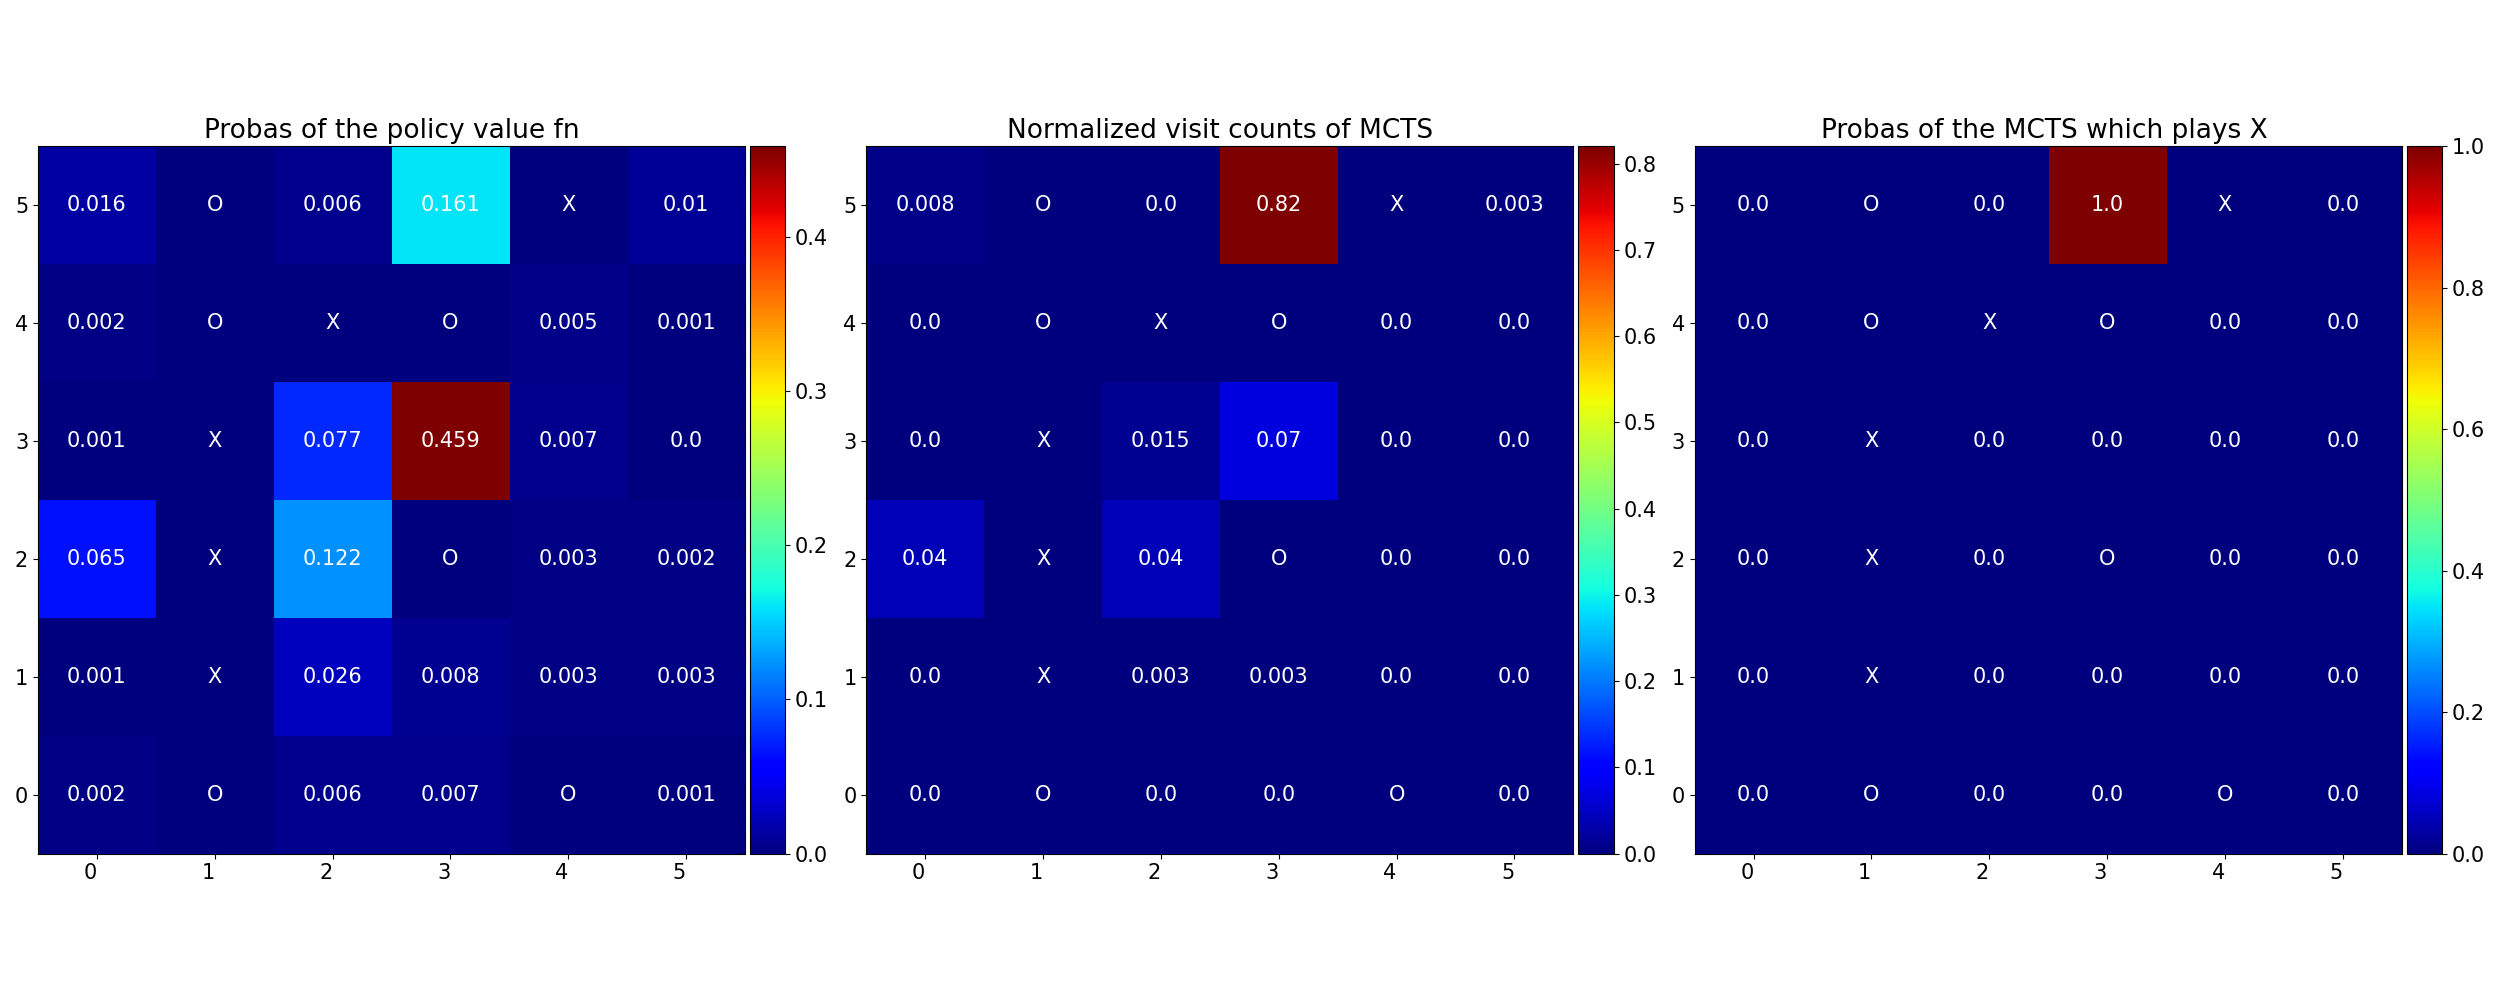 Probas of the policy value fn
5 0.016 O 0.006 0.161 X 0.01
4 0.002 O X O 0.005 0.001
3 0.001 X 0.077 0.459 0.007 0.0
2 0.065 X 0.122 O 0.003 0.002
1 0.001 X 0.026 0.008 0.003 0.003
0 0.002 O 0.006 0.007 O 0.001
0 1 2 3 4 5
0.4
0.3
0.2
0.1
0.0
Normalized visit counts of MCTS
5 0.008 O 0.0 0.82 X 0.003
4 0.0 O X O 0.0 0.0
3 0.0 X 0.015 0.07 0.0 0.0
2 0.04 X 0.04 O 0.0 0.0
1 0.0 X 0.003 0.003 0.0 0.0
0 0.0 O 0.0 0.0 O 0.0
0 1 2 3 4 5
0.8
0.7
0.6
0.5
0.4
0.3
0.2
0.1
0.0
Probas of the MCTS which plays X
5 0.0 O 0.0 1.0 X 0.0
4 0.0 O X O 0.0 0.0
3 0.0 X 0.0 0.0 0.0 0.0
2 0.0 X 0.0 O 0.0 0.0
1 0.0 X 0.0 0.0 0.0 0.0
0 0.0 O 0.0 0.0 O 0.0
0 1 2 3 4 5
1.0
0.8
0.6
0.4
0.2
0.0